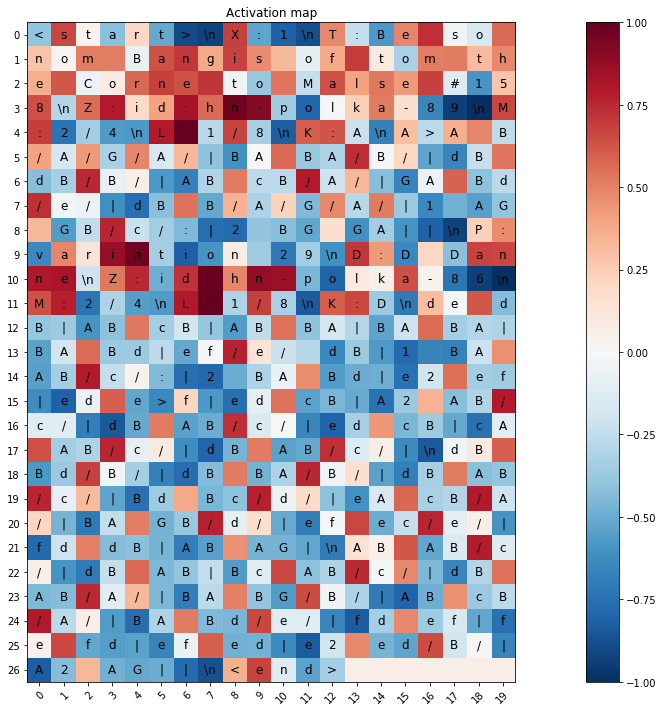 Activation map
0 < s t a r t > \n X : 1 \n T : B e s o
1 n o m B a n g i s o f t o m t h
2 e C o r n e t o M a l s e # 1 5
3 8 \n Z : i d : h n - p o l k a - 8 9 \n M
4 : 2 / 4 \n L : 1 / 8 \n K : A \n A > A B
5 / A / G / A / | B A B A / B / | d B
6 d B / B / | A B c B / A / | G A B d
7 / e / | d B B / A / G / A / | 1 A G
8 G B / c / : | 2 B G G A | | \n P :
9 v a r i a t i o n 2 9 \n D : D D a n
10 n e \n Z : i d : h n - p o l k a - 8 6 \n
11 M : 2 / 4 \n L : 1 / 8 \n K : D \n d e d
12 B | A B c B | A B B A | B A B A |
13 B A B d | e f / e / d B | 1 B A
14 A B / c / : | 2 B A B d | e 2 e f
15 | e d e > f | e d c B | A 2 A B /
16 c / | d B A B / c / | e d c B | c A
17 A B / c / | d B A B / c / | \n d B
18 B d / B / | d B B A / B / | d B A B
19 / c / | B d B c / d / | e A c B / A
20 / | B A G B / d / | e f e c / e / |
21 f d d B | A B A G | \n A B A B / c
22 / | d B A B | B c A B / c / | d B
23 A B / A / | B A B G / B / | A B c B
24 / A / | B A B d / e / | f d e f | f
25 e f d | e f e d | e 2 e d / B / |
26 A 2 A G | | \n < e n d >
0 1 2 3 4 5 6 7 8 9 10 11 12 13 14 15 16 17 18 19
1.00
0.75
0.50
0.25
0.00
−0.25
−0.50
−0.75
−1.00